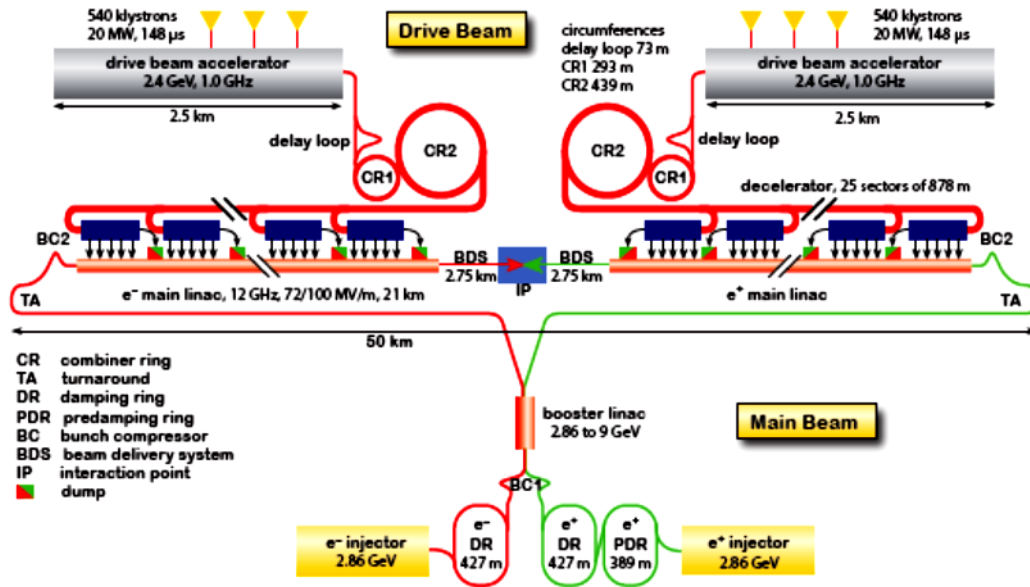 540 klystrons
20 MW, 148 µs
Drive Beam
circumferences
delay loop 73 m
CR1 293 m
CR2 439 m
540 klystrons
20 MW, 148 µs
drive beam accelerator
2.4 GeV, 1.0 GHz
drive beam accelerator
2.4 GeV, 1.0 GHz
2.5 km
2.5 km
delay loop
delay loop
CR2
CR1
CR2
CR1
decelerator, 25 sectors of 878 m
BC2
BC2
BDS
2.75 km
BDS
2.75 km
IP
TA
TA
e⁻ main linac, 12 GHz, 72/100 MV/m, 21 km
e⁺ main linac
50 km
CR combiner ring
TA turnaround
DR damping ring
PDR predamping ring
BC bunch compressor
BDS beam delivery system
IP interaction point
dump
booster linac
2.86 to 9 GeV
Main Beam
BC1
e⁻ injector
2.86 GeV
e⁻
DR
427 m
e⁺
DR
427 m
e⁺
PDR
389 m
e⁺ injector
2.86 GeV